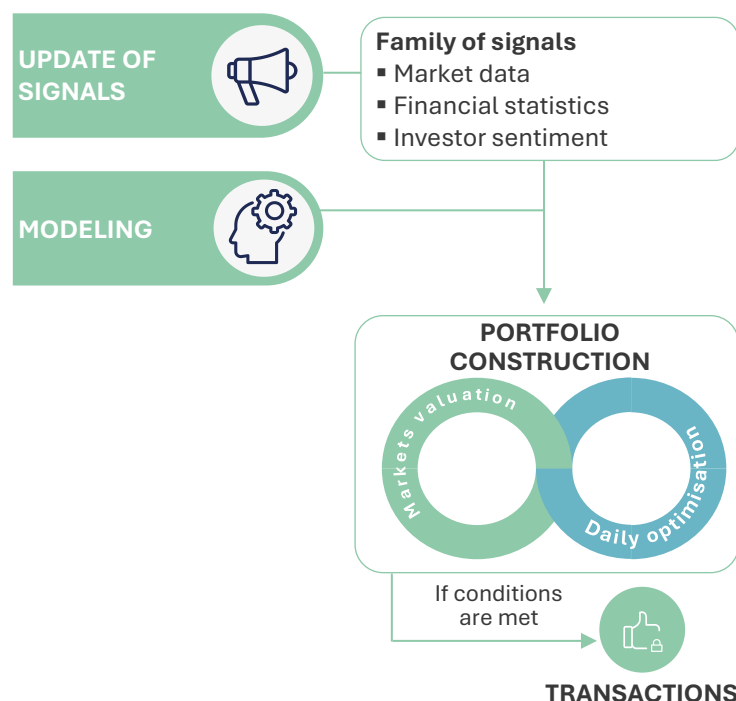 UPDATE OF
SIGNALS
Family of signals
▪ Market data
▪ Financial statistics
▪ Investor sentiment
MODELING
PORTFOLIO
CONSTRUCTION
Markets valuation
Daily optimisation
If conditions
are met
TRANSACTIONS